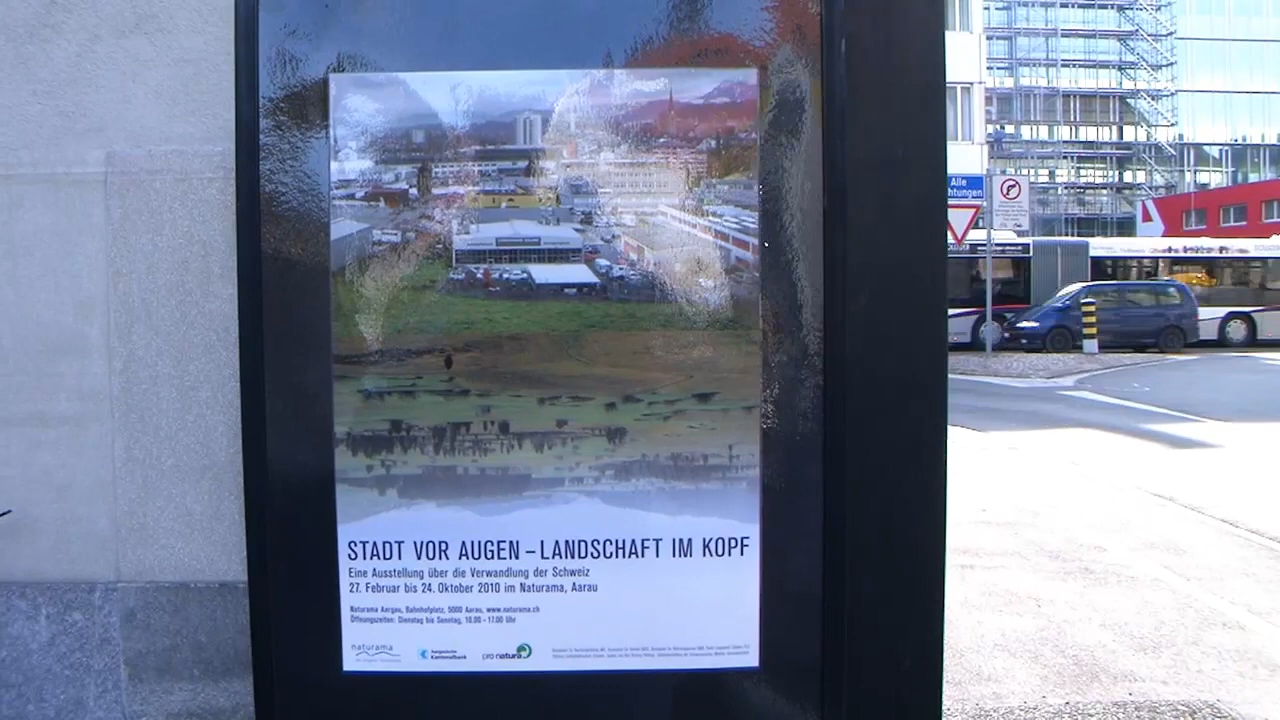 STADT VOR AUGEN – LANDSCHAFT IM KOPF
Eine Ausstellung über die Verwandlung der Schweiz
27. Februar bis 24. Oktober 2010 im Naturama, Aarau
Naturama Aargau, Bahnhofplatz, 5000 Aarau, www.naturama.ch
Öffnungszeiten: Dienstag bis Sonntag, 10.00 - 17.00 Uhr
naturama
Kantonalbank
pro natura
Alle
htungen